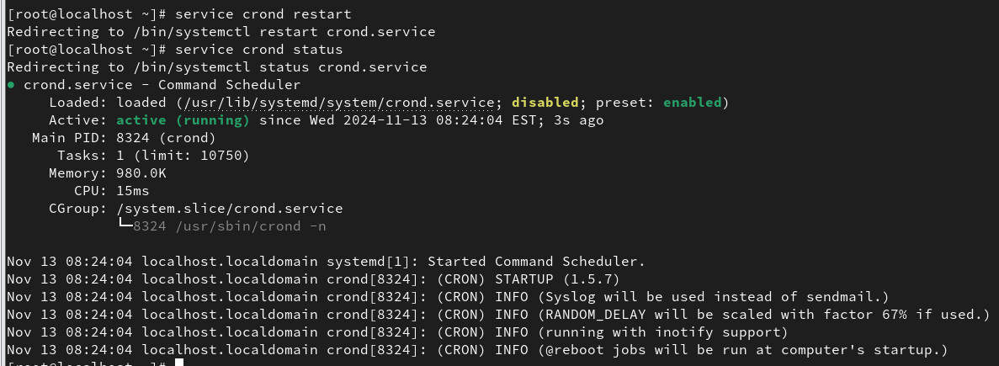 [root@localhost ~]# service crond restart
Redirecting to /bin/systemctl restart crond.service
[root@localhost ~]# service crond status
Redirecting to /bin/systemctl status crond.service
● crond.service - Command Scheduler
     Loaded: loaded (/usr/lib/systemd/system/crond.service; disabled; preset: enabled)
     Active: active (running) since Wed 2024-11-13 08:24:04 EST; 3s ago
   Main PID: 8324 (crond)
      Tasks: 1 (limit: 10750)
     Memory: 980.0K
        CPU: 15ms
     CGroup: /system.slice/crond.service
             └─8324 /usr/sbin/crond -n
Nov 13 08:24:04 localhost.localdomain systemd[1]: Started Command Scheduler.
Nov 13 08:24:04 localhost.localdomain crond[8324]: (CRON) STARTUP (1.5.7)
Nov 13 08:24:04 localhost.localdomain crond[8324]: (CRON) INFO (Syslog will be used instead of sendmail.)
Nov 13 08:24:04 localhost.localdomain crond[8324]: (CRON) INFO (RANDOM_DELAY will be scaled with factor 67% if used.)
Nov 13 08:24:04 localhost.localdomain crond[8324]: (CRON) INFO (running with inotify support)
Nov 13 08:24:04 localhost.localdomain crond[8324]: (CRON) INFO (@reboot jobs will be run at computer's startup.)
[root@localhost ~]#